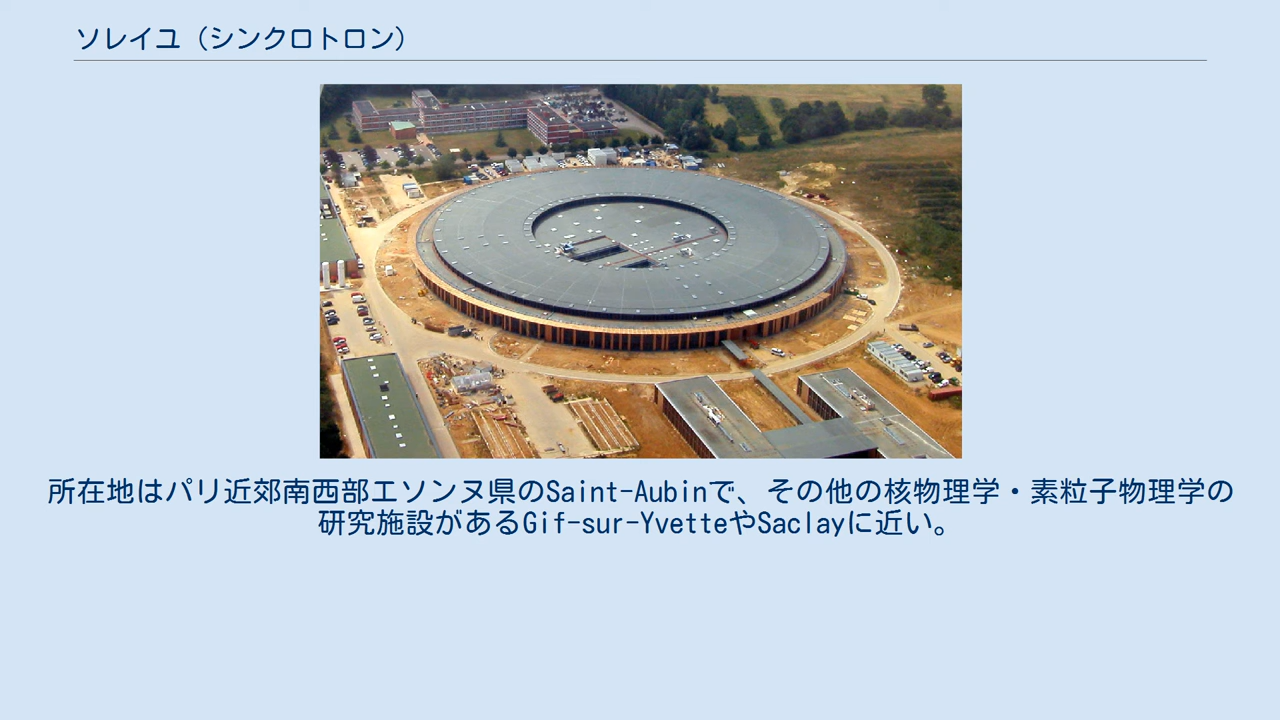 ソレイユ（シンクロトロン）
所在地はパリ近郊南西部エソンヌ県のSaint-Aubinで、その他の核物理学・素粒子物理学の
研究施設があるGif-sur-YvetteやSaclayに近い。